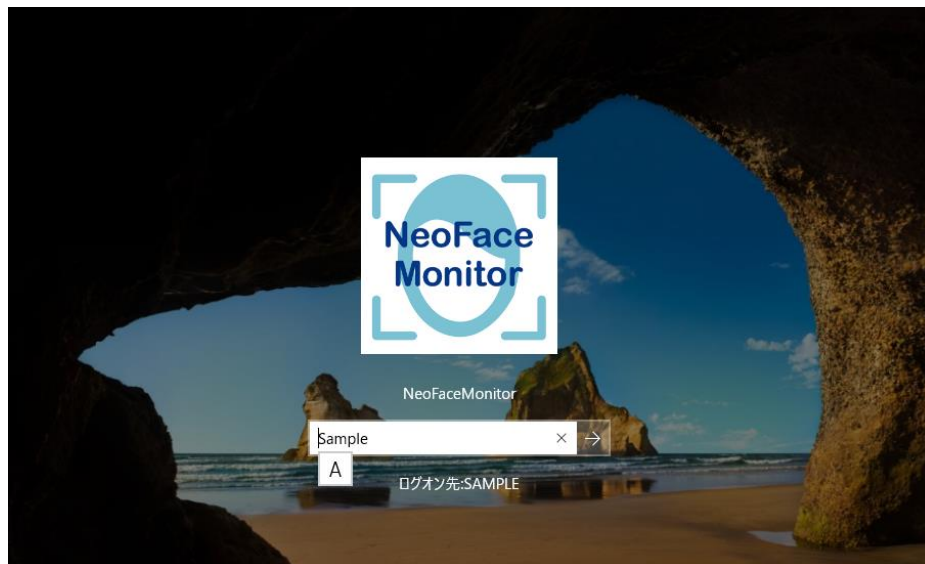 NeoFace
Monitor
NeoFaceMonitor
Sample
A
ログオン先:SAMPLE